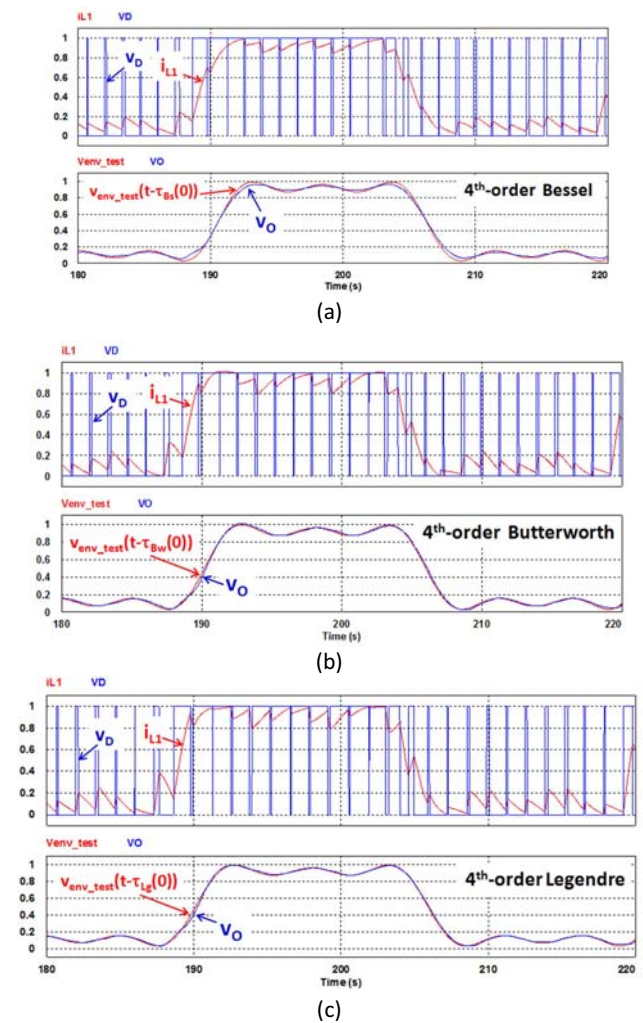 iL1 VD
1
0.8
0.6
0.4
0.2
0
vD
iL1
Venv_test VO
1
0.8
0.6
0.4
0.2
0
venv_test(t-τBs(0))
vO
4th-order Bessel
180 190 200 210 220
Time (s)
(a)
iL1 VD
1
0.8
0.6
0.4
0.2
0
vD
iL1
Venv_test VO
1
0.8
0.6
0.4
0.2
0
venv_test(t-τBw(0))
vO
4th-order Butterworth
180 190 200 210 220
Time (s)
(b)
iL1 VD
1
0.8
0.6
0.4
0.2
0
vD
iL1
Venv_test VO
1
0.8
0.6
0.4
0.2
0
venv_test(t-τLg(0))
vO
4th-order Legendre
180 190 200 210 220
Time (s)
(c)